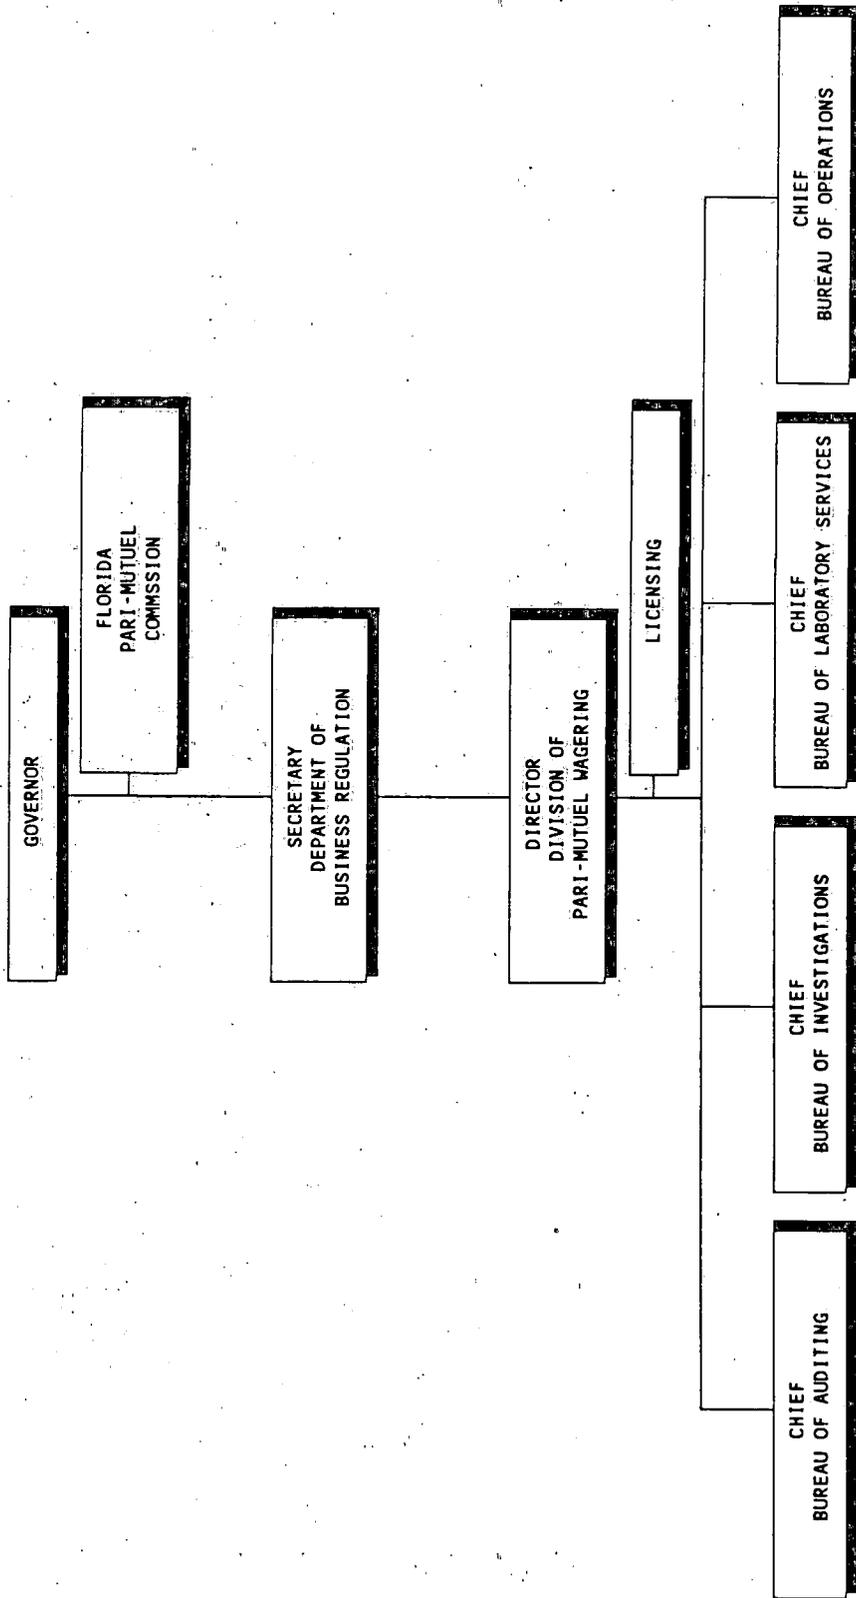 GOVERNOR
FLORIDA
PARI-MUTUEL
COMMSSION
SECRETARY
DEPARTMENT OF
BUSINESS REGULATION
DIRECTOR
DIVISION OF
PARI-MUTUEL WAGERING
LICENSING
CHIEF
BUREAU OF AUDITING
CHIEF
BUREAU OF INVESTIGATIONS
CHIEF
BUREAU OF LABORATORY SERVICES
CHIEF
BUREAU OF OPERATIONS